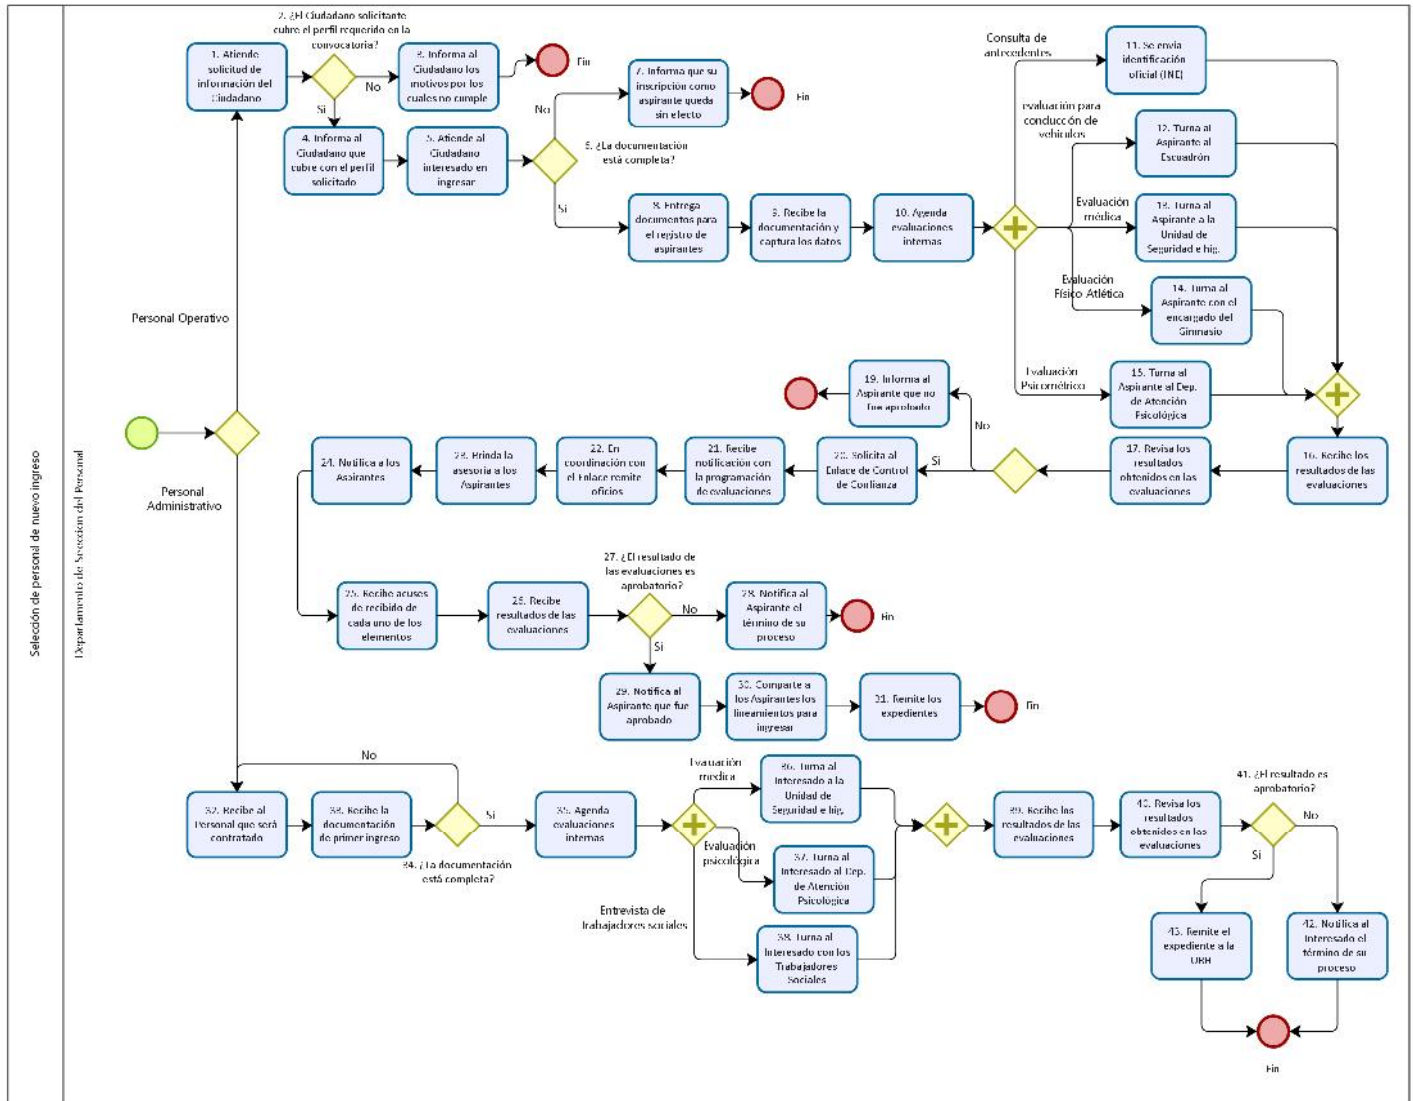 Selección de personal de nuevo ingreso
Departamento de Seleccion del Personal
Personal Operativo
Personal
Administrativo
1. Atiende
solicitud de
información del
Ciudadano
2. ¿El Ciudadano solicitante
cubre el perfil requerido en la
convocatoria?
No
Si
3. Informa al
Ciudadano los
motivos por los
cuales no cumple
Fin
4. Informa al
Ciudadano que
cubre con el perfil
solicitado
5. Atiende al
Ciudadano
interesado en
ingresar
No
6. ¿La documentación
está completa?
Si
7. Informa que su
inscripción como
aspirante queda
sin efecto
Fin
8. Entrega
documentos para
el registro de
aspirantes
9. Recibe la
documentación y
captura los datos
10. Agenda
evaluaciones
internas
Consulta de
antecedentes
11. Se envía
identificación
oficial (INE)
evaluación para
conducción de
vehículos
12. Turna al
Aspirante al
Escuadrón
Evaluación
médica
13. Turna al
Aspirante a la
Unidad de
Seguridad e hig.
Evaluación
Físico Atlética
14. Turna al
Aspirante con el
encargado del
Gimnasio
Evaluación
Psicométrico
15. Turna al
Aspirante al Dep.
de Atención
Psicológica
16. Recibe los
resultados de las
evaluaciones
17. Revisa los
resultados
obtenidos en las
evaluaciones
No
Si
19. Informa al
Aspirante que no
fue aprobado
20. Solicita al
Enlace de Control
de Confianza
21. Recibe
notificación con
la programación
de evaluaciones
22. En
coordinación con
el Enlace remite
oficios
23. Brinda la
asesoría a los
Aspirantes
24. Notifica a los
Aspirantes
25. Recibe acuses
de recibido de
cada uno de los
elementos
26. Recibe
resultados de las
evaluaciones
27. ¿El resultado de
las evaluaciones es
aprobatorio?
No
Si
28. Notifica al
Aspirante el
término de su
proceso
Fin
29. Notifica al
Aspirante que fue
aprobado
30. Comparte a
los Aspirantes los
lineamientos para
ingresar
31. Remite los
expedientes
Fin
32. Recibe al
Personal que será
contratado
33. Recibe la
documentación
de primer ingreso
No
34. ¿La documentación
está completa?
Si
35. Agenda
evaluaciones
internas
Evaluación
medica
36. Turna al
Interesado a la
Unidad de
Seguridad e hig.
Evaluación
psicológica
37. Turna al
Interesado al Dep.
de Atención
Psicológica
Entrevista de
trabajadores sociales
38. Turna al
Interesado con los
Trabajadores
Sociales
39. Recibe los
resultados de las
evaluaciones
40. Revisa los
resultados
obtenidos en las
evaluaciones
41. ¿El resultado es
aprobatorio?
No
Si
42. Notifica al
Interesado el
término de su
proceso
43. Remite el
expediente a la
URH
Fin